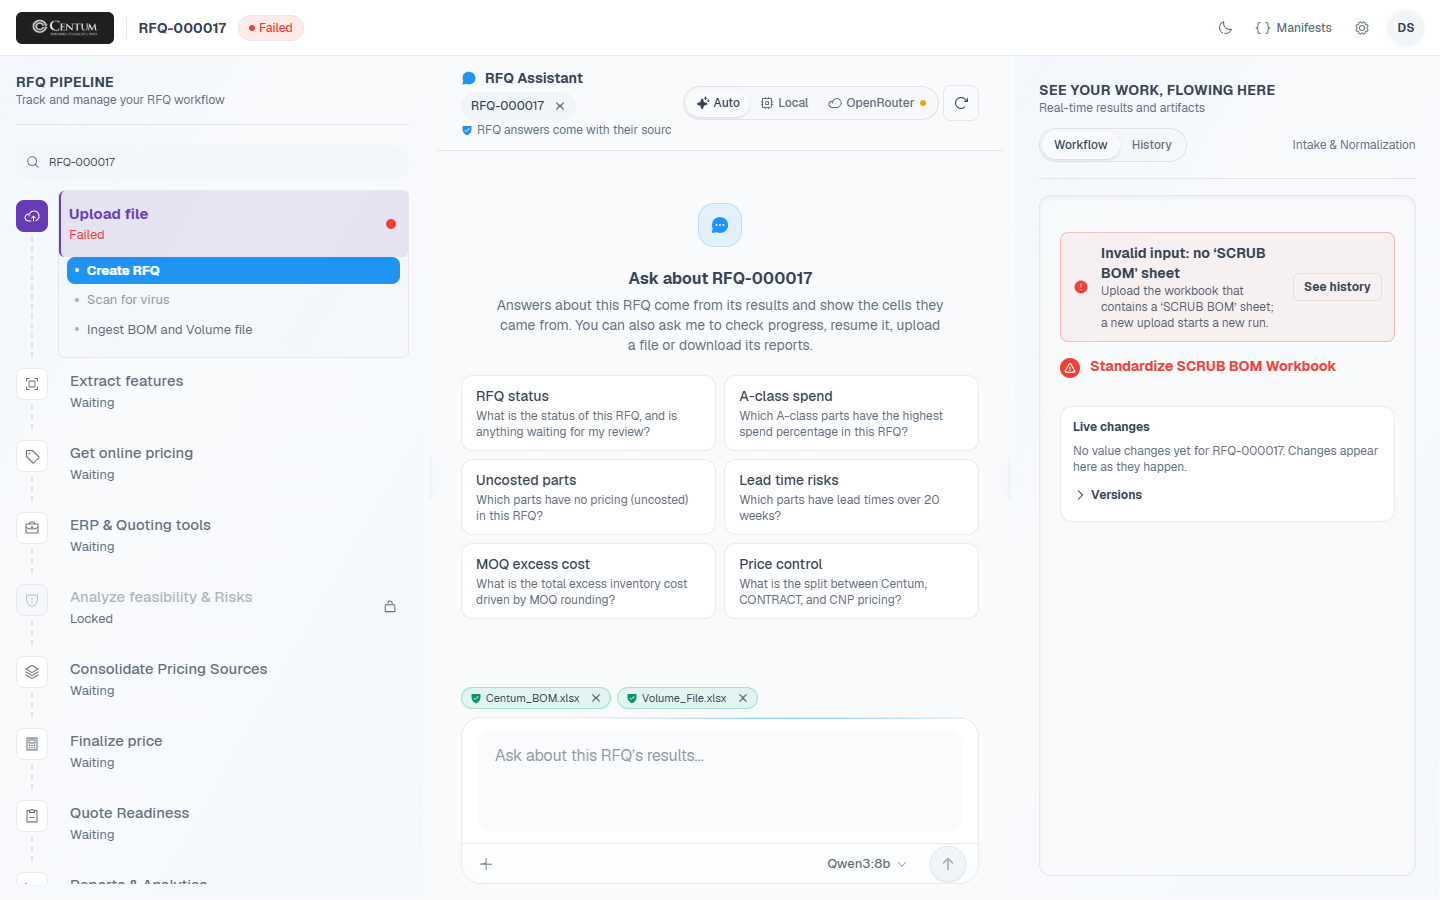 CENTUM
RFQ-000017
Failed
Manifests
DS
RFQ PIPELINE
Track and manage your RFQ workflow
RFQ-000017
Upload file
Failed
Create RFQ
Scan for virus
Ingest BOM and Volume file
Extract features
Waiting
Get online pricing
Waiting
ERP & Quoting tools
Waiting
Analyze feasibility & Risks
Locked
Consolidate Pricing Sources
Waiting
Finalize price
Waiting
Quote Readiness
Waiting
Reports & Analytics
RFQ Assistant
RFQ-000017
Auto
Local
OpenRouter
RFQ answers come with their sourc
Ask about RFQ-000017
Answers about this RFQ come from its results and show the cells they
came from. You can also ask me to check progress, resume it, upload
a file or download its reports.
RFQ status
What is the status of this RFQ, and is
anything waiting for my review?
A-class spend
Which A-class parts have the highest
spend percentage in this RFQ?
Uncosted parts
Which parts have no pricing (uncosted)
in this RFQ?
Lead time risks
Which parts have lead times over 20
weeks?
MOQ excess cost
What is the total excess inventory cost
driven by MOQ rounding?
Price control
What is the split between Centum,
CONTRACT, and CNP pricing?
Centum_BOM.xlsx
Volume_File.xlsx
Ask about this RFQ's results...
Qwen3:8b
SEE YOUR WORK, FLOWING HERE
Real-time results and artifacts
Workflow
History
Intake & Normalization
Invalid input: no ‘SCRUB
BOM’ sheet
Upload the workbook that
contains a ‘SCRUB BOM’ sheet;
a new upload starts a new run.
See history
Standardize SCRUB BOM Workbook
Live changes
No value changes yet for RFQ-000017. Changes appear
here as they happen.
Versions